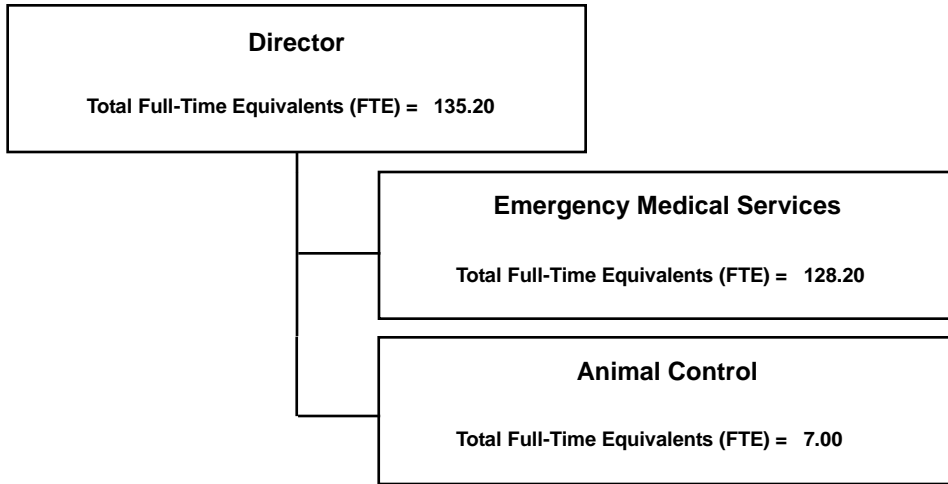 Director
Total Full-Time Equivalents (FTE) = 135.20
Emergency Medical Services
Total Full-Time Equivalents (FTE) = 128.20
Animal Control
Total Full-Time Equivalents (FTE) = 7.00